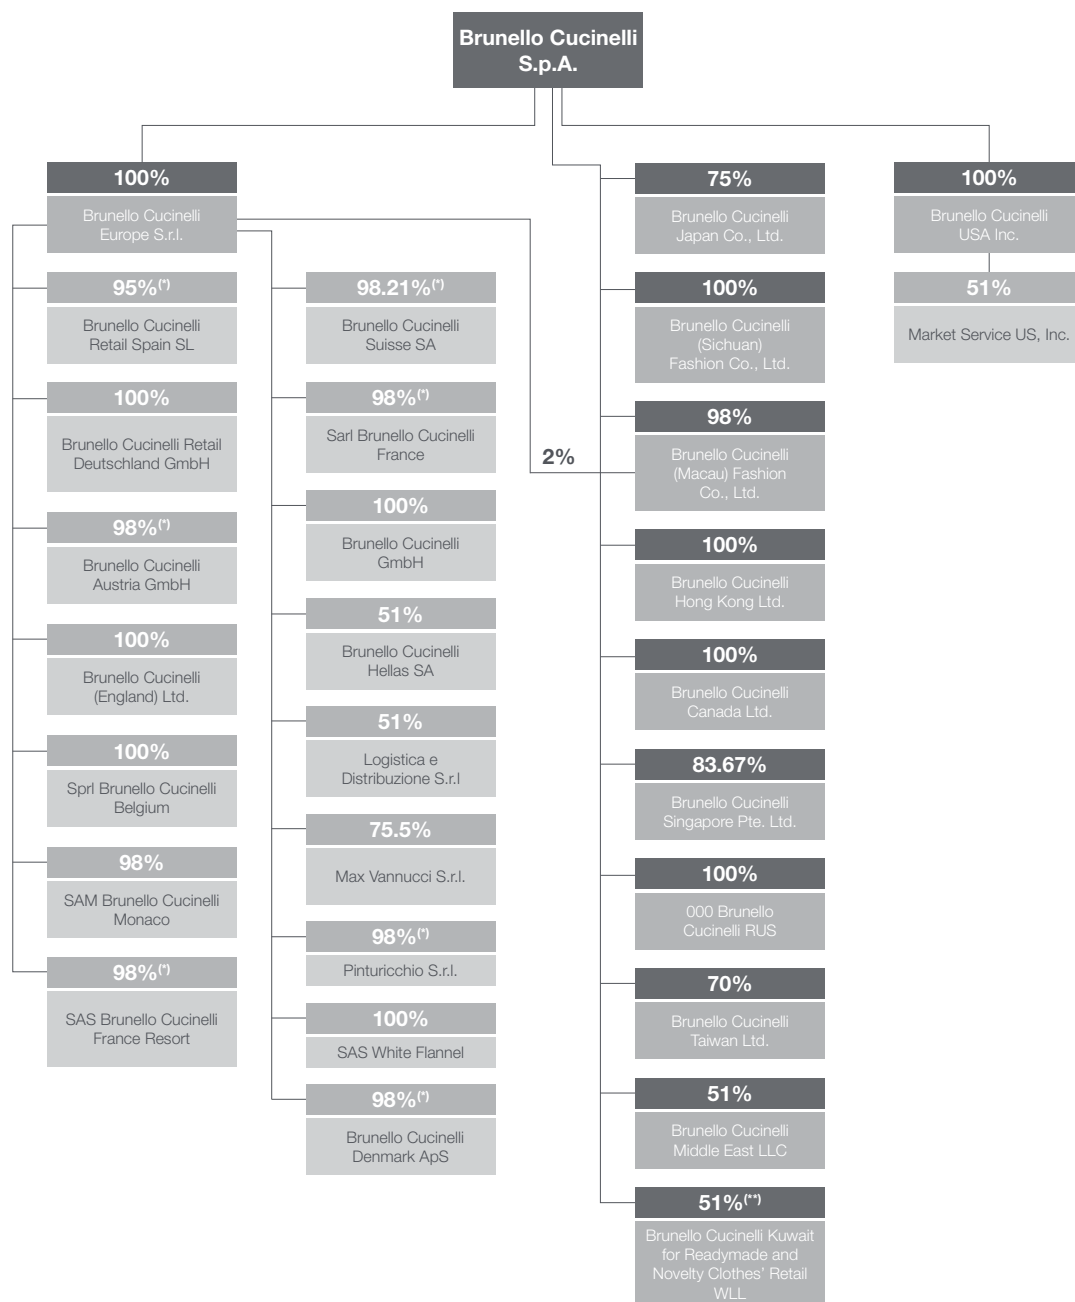 Brunello Cucinelli
S.p.A.
100%
Brunello Cucinelli
Europe S.r.l.
95%(*)
Brunello Cucinelli
Retail Spain SL
100%
Brunello Cucinelli Retail
Deutschland GmbH
98%(*)
Brunello Cucinelli
Austria GmbH
100%
Brunello Cucinelli
(England) Ltd.
100%
Sprl Brunello Cucinelli
Belgium
98%
SAM Brunello Cucinelli
Monaco
98%(*)
SAS Brunello Cucinelli
France Resort
98.21%(*)
Brunello Cucinelli
Suisse SA
98%(*)
Sarl Brunello Cucinelli
France
100%
Brunello Cucinelli
GmbH
51%
Brunello Cucinelli
Hellas SA
51%
Logistica e
Distribuzione S.r.l
75.5%
Max Vannucci S.r.l.
98%(*)
Pinturicchio S.r.l.
100%
SAS White Flannel
98%(*)
Brunello Cucinelli
Denmark ApS
2%
75%
Brunello Cucinelli
Japan Co., Ltd.
100%
Brunello Cucinelli
(Sichuan)
Fashion Co., Ltd.
98%
Brunello Cucinelli
(Macau) Fashion
Co., Ltd.
100%
Brunello Cucinelli
Hong Kong Ltd.
100%
Brunello Cucinelli
Canada Ltd.
83.67%
Brunello Cucinelli
Singapore Pte. Ltd.
100%
000 Brunello
Cucinelli RUS
70%
Brunello Cucinelli
Taiwan Ltd.
51%
Brunello Cucinelli
Middle East LLC
51%(**)
Brunello Cucinelli Kuwait
for Readymade and
Novelty Clothes' Retail
WLL
100%
Brunello Cucinelli
USA Inc.
51%
Market Service US, Inc.